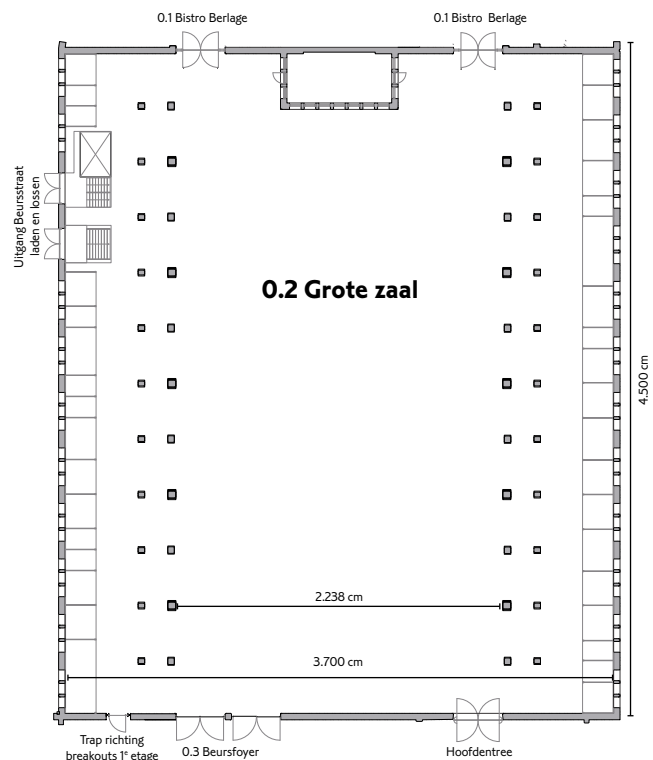 0.1 Bistro Berlage
0.1 Bistro Berlage
Uitgang Beursstraat
laden en lossen
0.2 Grote zaal
4.500 cm
2.238 cm
3.700 cm
Trap richting
breakouts 1ᵉ etage
0.3 Beursfoyer
Hoofdentree